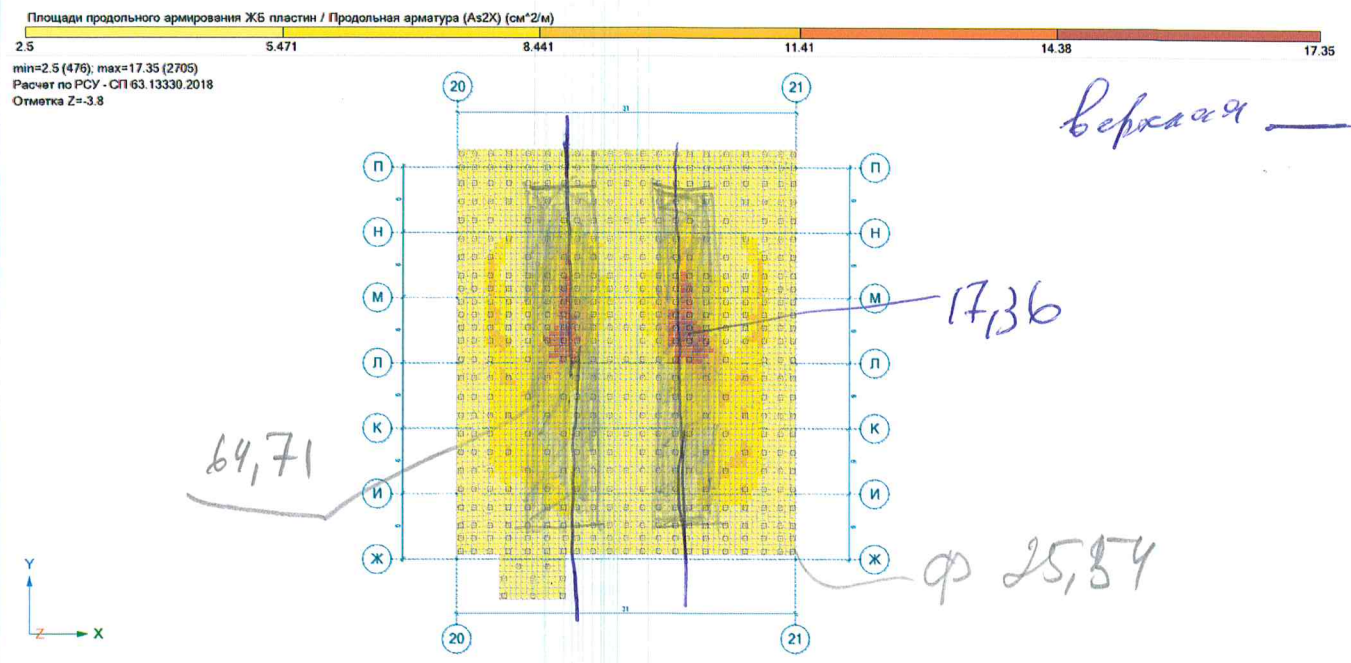 Площади продольного армирования ЖБ пластин / Продольная арматура (As2X) (см^2/м)
2.5 5.471 8.441 11.41 14.38 17.35
min=2.5 (476); max=17.35 (2705)
Расчет по РСУ - СП 63.13330.2018
Отметка Z=-3.8
верхняя
20 21
21
П П
Н Н
М М
17,36
Л Л
К К
64,71
И И
Ж Ж
ф 25,54
Y
Z X
21
20 21